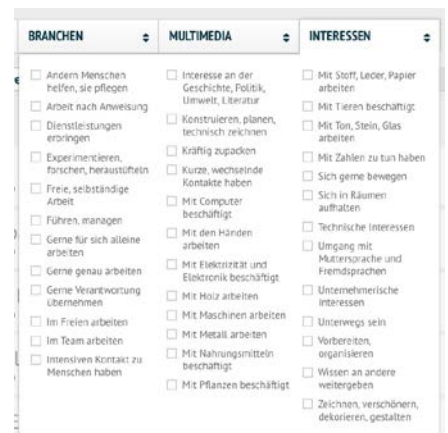 BRANCHEN
Andern Menschen
helfen, sie pflegen
Arbeit nach Anweisung
Dienstleistungen
erbringen
Experimentieren,
forschen, heraustüfteln
Freie, selbständige
Arbeit
Führen, managen
Gerne für sich alleine
arbeiten
Gerne genau arbeiten
Gerne Verantwortung
übernehmen
Im Freien arbeiten
Im Team arbeiten
Intensiven Kontakt zu
Menschen haben
MULTIMEDIA
Interesse an der
Geschichte, Politik,
Umwelt, Literatur
Konstruieren, planen,
technisch zeichnen
Kräftig zupacken
Kurze, wechselnde
Kontakte haben
Mit Computer
beschäftigt
Mit den Händen
arbeiten
Mit Elektrizität und
Elektronik beschäftigt
Mit Holz arbeiten
Mit Maschinen arbeiten
Mit Metall arbeiten
Mit Nahrungsmitteln
beschäftigt
Mit Pflanzen beschäftigt
INTERESSEN
Mit Stoff, Leder, Papier
arbeiten
Mit Tieren beschäftigt
Mit Ton, Stein, Glas
arbeiten
Mit Zahlen zu tun haben
Sich gerne bewegen
Sich in Räumen
aufhalten
Technische Interessen
Umgang mit
Muttersprache und
Fremdsprachen
Unternehmerische
Interessen
Unterwegs sein
Vorbereiten,
organisieren
Wissen an andere
weitergeben
Zeichnen, verschönern,
dekorieren, gestalten